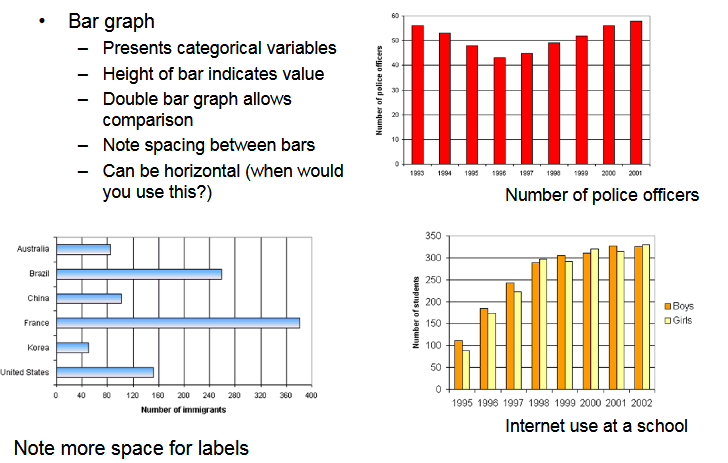 • Bar graph
– Presents categorical variables
– Height of bar indicates value
– Double bar graph allows
comparison
– Note spacing between bars
– Can be horizontal (when would
you use this?)
Number of police officers
60
50
40
30
20
10
0
1993 1994 1995 1996 1997 1998 1999 2000 2001
Number of police officers
Australia
Brazil
China
France
Korea
United States
0 40 80 120 160 200 240 280 320 360 400
Number of immigrants
Note more space for labels
Number of students
350
300
250
200
150
100
50
0
1995 1996 1997 1998 1999 2000 2001 2002
Boys
Girls
Internet use at a school